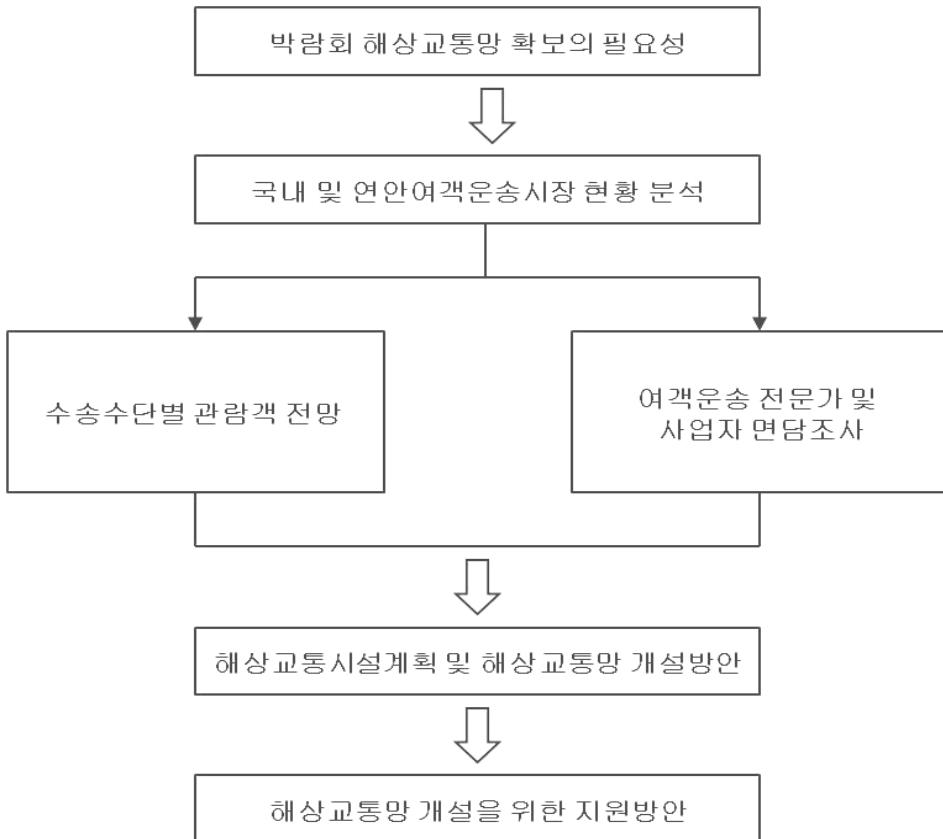 박람회 해상교통망 확보의 필요성
국내 및 연안여객운송시장 현황 분석
수송수단별 관람객 전망
여객운송 전문가 및
사업자 면담조사
해상교통시설계획 및 해상교통망 개설방안
해상교통망 개설을 위한 지원방안